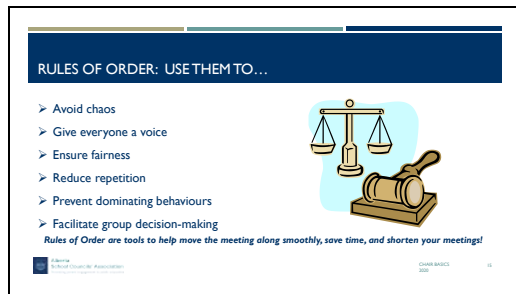 RULES OF ORDER: USE THEM TO…
➢ Avoid chaos
➢ Give everyone a voice
➢ Ensure fairness
➢ Reduce repetition
➢ Prevent dominating behaviours
➢ Facilitate group decision-making
Rules of Order are tools to help move the meeting along smoothly, save time, and shorten your meetings!
Alberta
School Councils' Association
CHAIR BASICS
2020